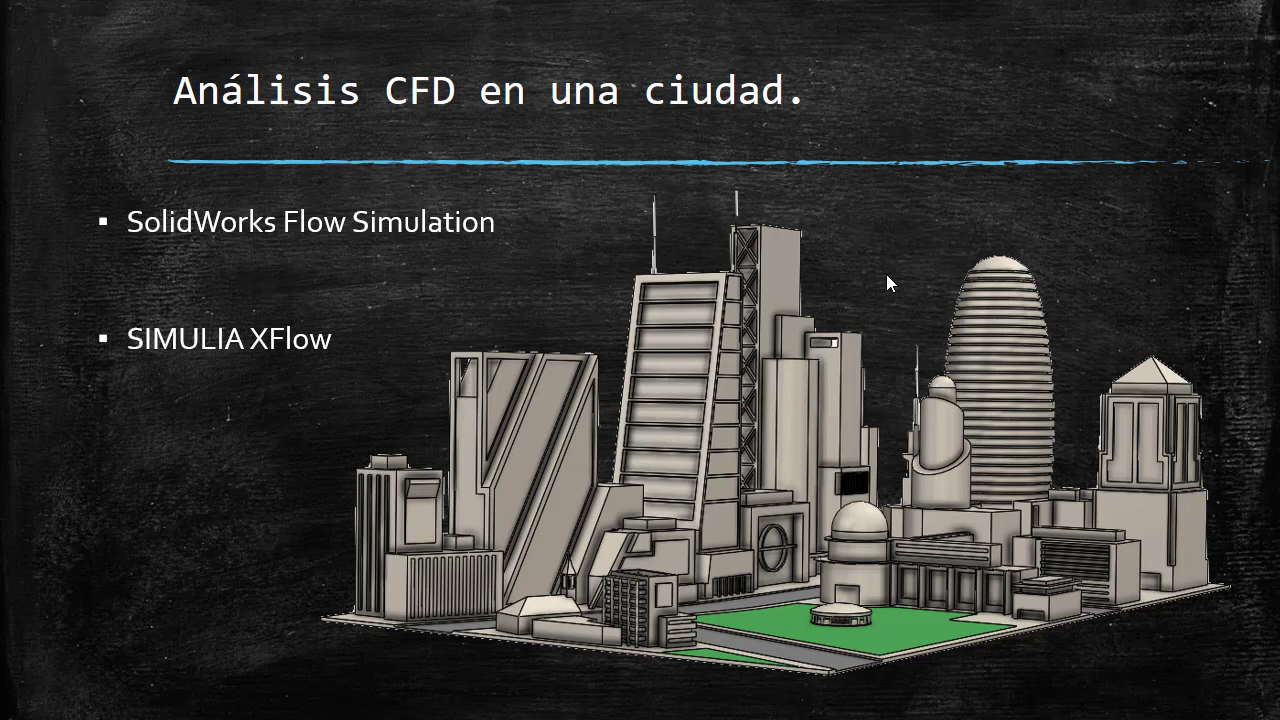 Análisis CFD en una ciudad.
▪ SolidWorks Flow Simulation
▪ SIMULIA XFlow